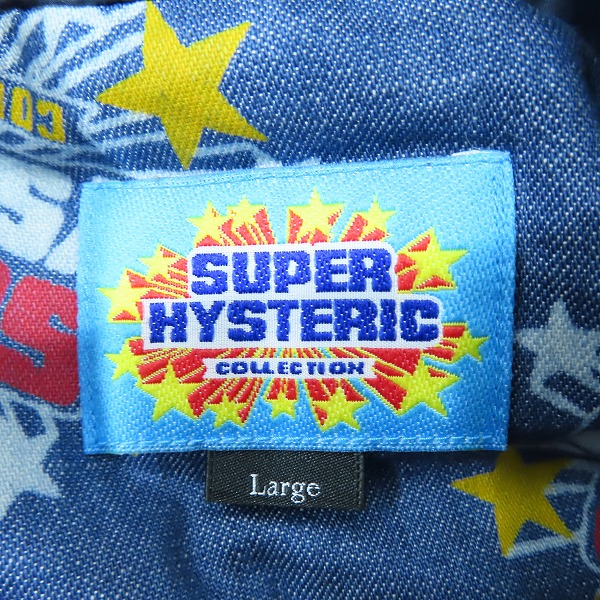 SUPER
HYSTERIC
COLLECTION
Large